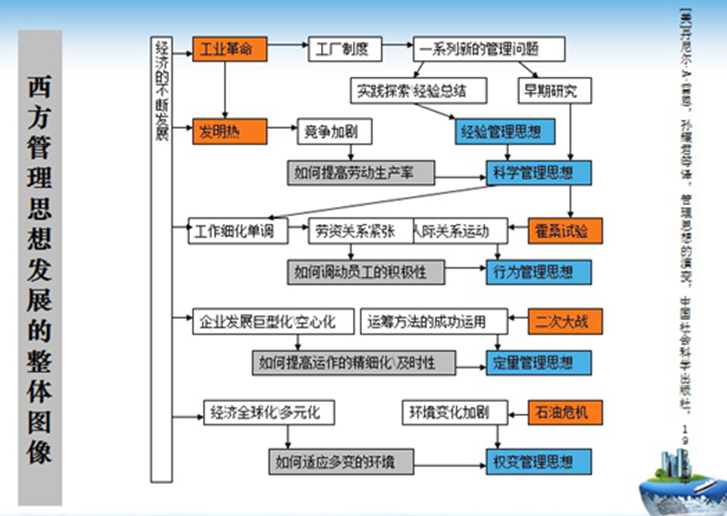 西方管理思想发展的整体图像
经济的不断发展
工业革命
工厂制度
一系列新的管理问题
实践探索\经验总结
早期研究
发明热
竞争加剧
经验管理思想
如何提高劳动生产率
科学管理思想
工作细化单调
劳资关系紧张
人际关系运动
霍桑试验
如何调动员工的积极性
行为管理思想
企业发展巨型化\空心化
运筹方法的成功运用
二次大战
如何提高运作的精细化\及时性
定量管理思想
经济全球化\多元化
环境变化加剧
石油危机
如何适应多变的环境
权变管理思想
[美] 尼尔·A· 孙耀君等译,管理思想的演变,中国社会科学出版社,19